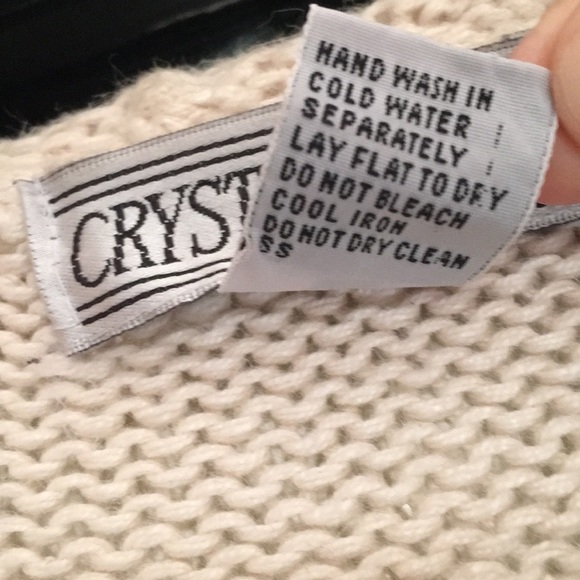 HAND WASH IN
COLD WATER
SEPARATELY
LAY FLAT TO DRY
DO NOT BLEACH
COOL IRON
DO NOT DRY CLEAN
SS
CRYST